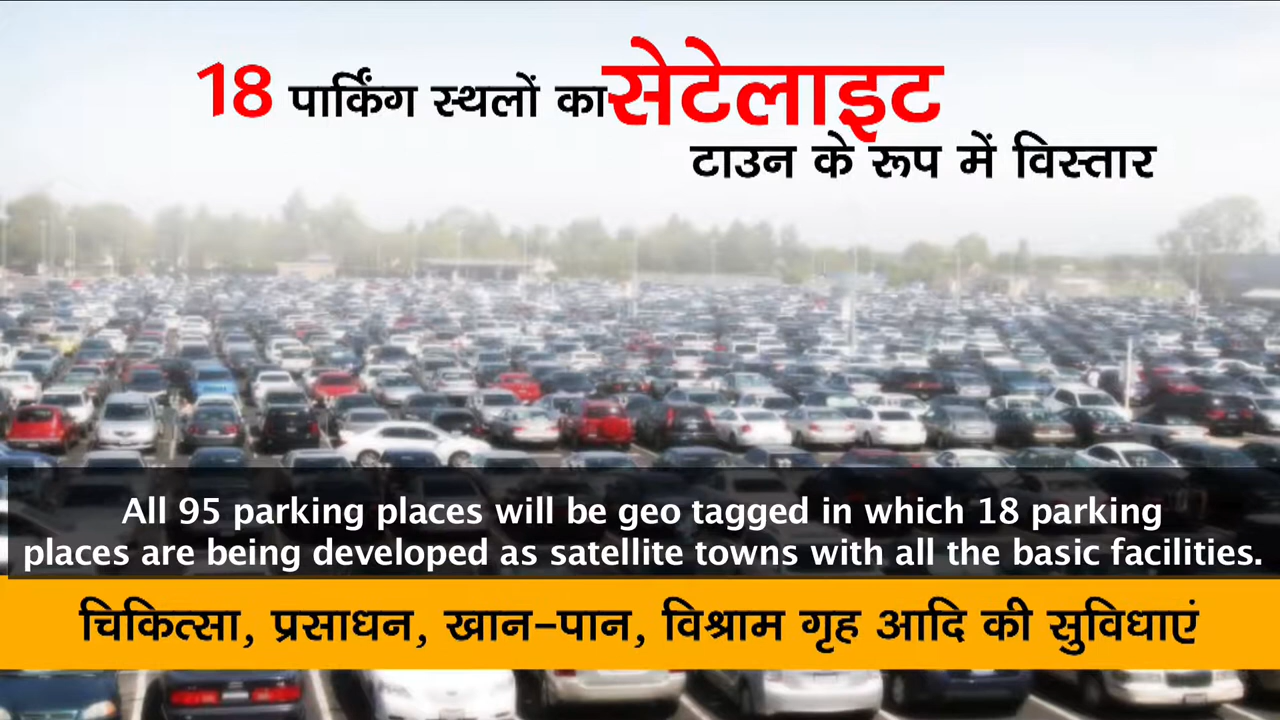 18 पार्किंग स्थलों का सेटेलाइट
टाउन के रूप में विस्तार
All 95 parking places will be geo tagged in which 18 parking
places are being developed as satellite towns with all the basic facilities.
चिकित्सा, प्रसाधन, खान-पान, विश्राम गृह आदि की सुविधाएं